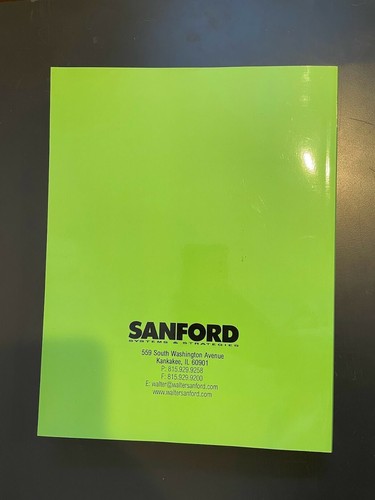 SANFORD
SYSTEMS & STRATEGIES
559 South Washington Avenue
Kankakee, IL 60901
P: 815.929.9258
F: 815.929.9203
E: walter@waltersanford.com
www.waltersanford.com